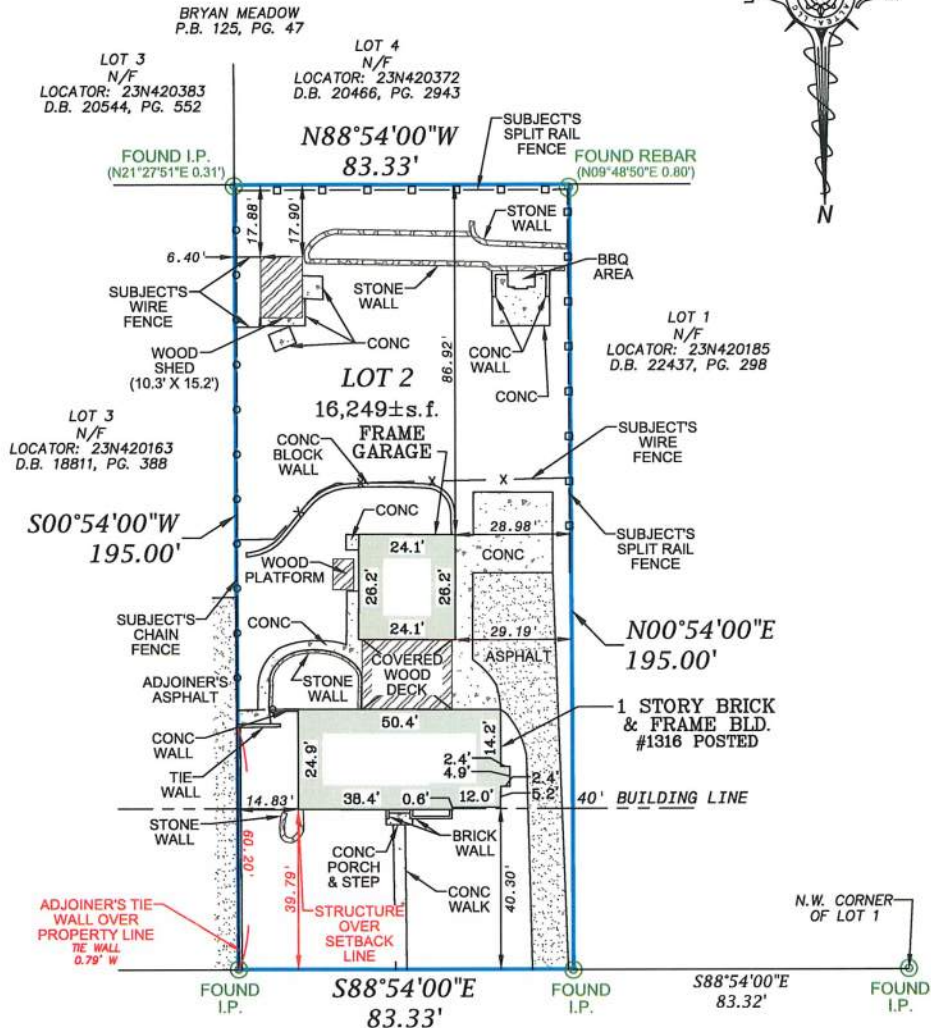 BRYAN MEADOW
P.B. 125, PG. 47
ALTEA, LLC
N
LOT 3
N/F
LOCATOR: 23N420383
D.B. 20544, PG. 552
LOT 4
N/F
LOCATOR: 23N420372
D.B. 20466, PG. 2943
N88°54'00"W
83.33'
SUBJECT'S
SPLIT RAIL
FENCE
FOUND I.P.
(N21°27'51"E 0.31')
FOUND REBAR
(N09°48'50"E 0.80')
17.88'
17.90'
6.40'
STONE
WALL
BBQ
AREA
SUBJECT'S
WIRE
FENCE
STONE
WALL
WOOD
SHED
(10.3' X 15.2')
CONC
CONC
WALL
CONC
86.92'
LOT 1
N/F
LOCATOR: 23N420185
D.B. 22437, PG. 298
LOT 2
16,249±s.f.
FRAME
GARAGE
LOT 3
N/F
LOCATOR: 23N420163
D.B. 18811, PG. 388
CONC
BLOCK
WALL
SUBJECT'S
WIRE
FENCE
X
X
X
X
S00°54'00"W
195.00'
CONC
28.98'
24.1'
CONC
SUBJECT'S
SPLIT RAIL
FENCE
WOOD
PLATFORM
26.2'
26.2'
SUBJECT'S
CHAIN
FENCE
CONC
24.1'
29.19'
N00°54'00"E
195.00'
ASPHALT
ADJOINER'S
ASPHALT
STONE
WALL
COVERED
WOOD
DECK
1 STORY BRICK
& FRAME BLD.
#1316 POSTED
50.4'
24.9'
14.2'
CONC
WALL
TIE
WALL
2.4'
4.9'
2.4'
5.2'
14.83'
38.4'
0.6'
12.0'
40' BUILDING LINE
STONE
WALL
60.20'
39.79'
CONC
PORCH
& STEP
BRICK
WALL
CONC
WALK
40.30'
ADJOINER'S TIE
WALL OVER
PROPERTY LINE
TIE WALL
0.79' W
STRUCTURE
OVER
SETBACK
LINE
N.W. CORNER
OF LOT 1
FOUND
I.P.
S88°54'00"E
83.33'
FOUND
I.P.
S88°54'00"E
83.32'
FOUND
I.P.